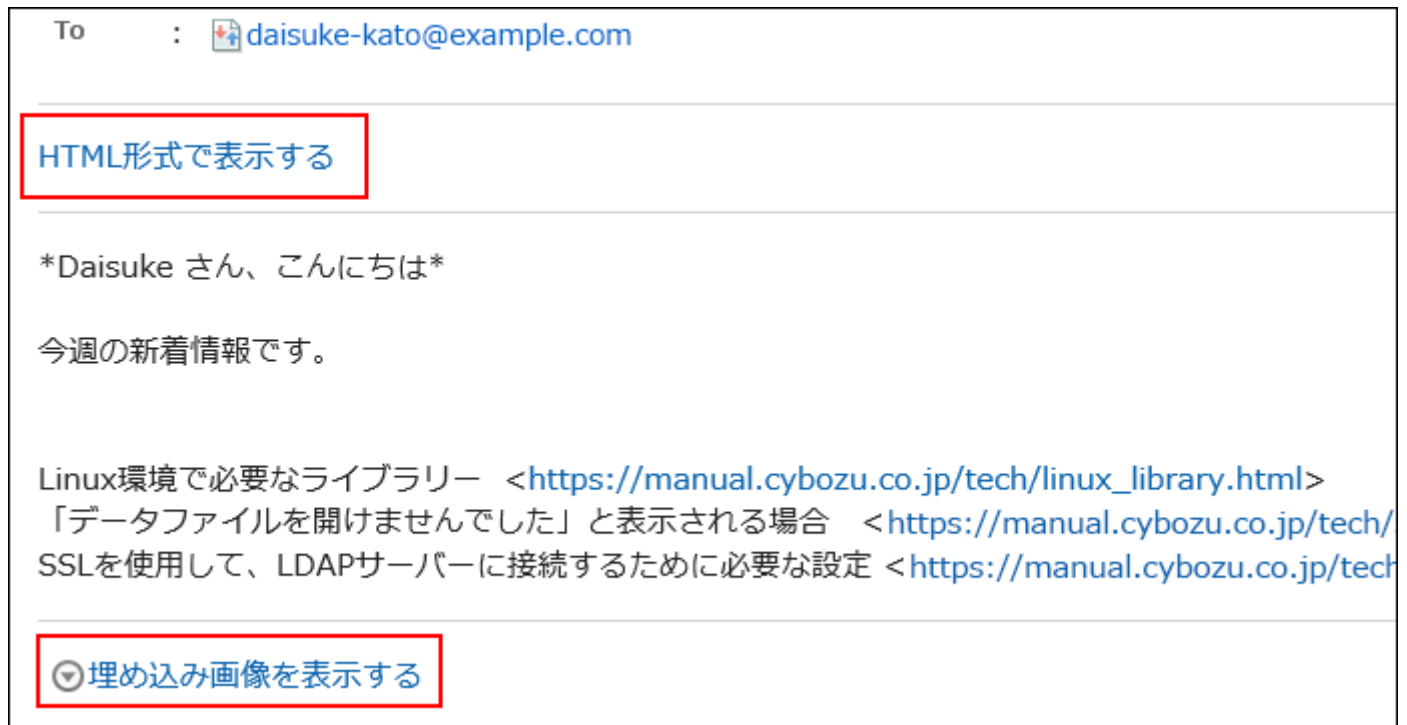 To : daisuke-kato@example.com
HTML形式で表示する
*Daisuke さん、こんにちは*
今週の新着情報です。
Linux環境で必要なライブラリー <https://manual.cybozu.co.jp/tech/linux_library.html>
「データファイルを開けませんでした」と表示される場合 <https://manual.cybozu.co.jp/tech/
SSLを使用して、LDAPサーバーに接続するために必要な設定 <https://manual.cybozu.co.jp/tech
埋め込み画像を表示する